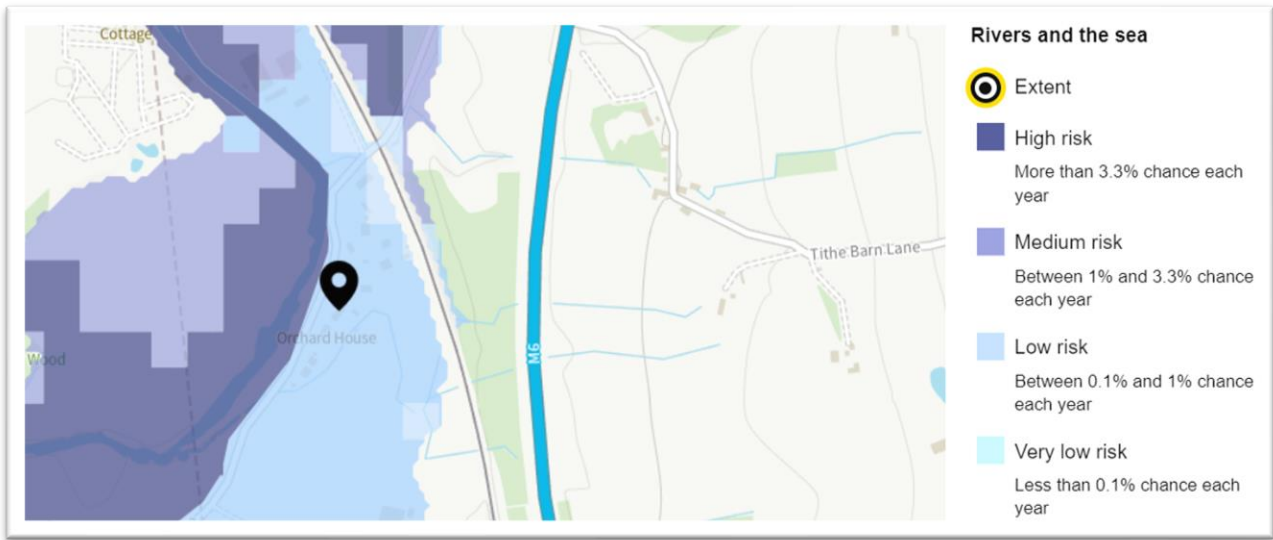 Cottage
Orchard House
Wood
M6
Tithe Barn Lane
Rivers and the sea
Extent
High risk
More than 3.3% chance each
year
Medium risk
Between 1% and 3.3% chance
each year
Low risk
Between 0.1% and 1% chance
each year
Very low risk
Less than 0.1% chance each
year